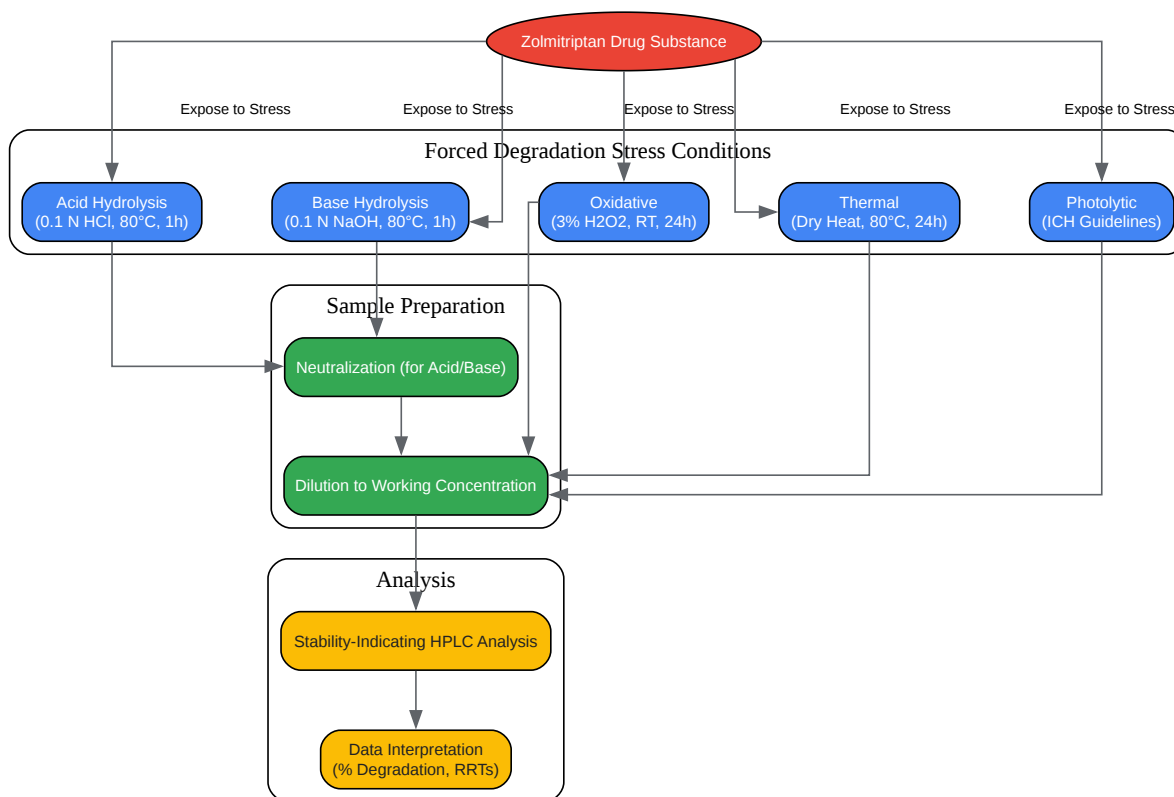 Zolmitriptan Drug Substance
Expose to Stress
Expose to Stress
Expose to Stress
Expose to Stress
Expose to Stress
Forced Degradation Stress Conditions
Acid Hydrolysis
(0.1 N HCl, 80°C, 1h)
Base Hydrolysis
(0.1 N NaOH, 80°C, 1h)
Oxidative
(3% H2O2, RT, 24h)
Thermal
(Dry Heat, 80°C, 24h)
Photolytic
(ICH Guidelines)
Sample Preparation
Neutralization (for Acid/Base)
Dilution to Working Concentration
Analysis
Stability-Indicating HPLC Analysis
Data Interpretation
(% Degradation, RRTs)